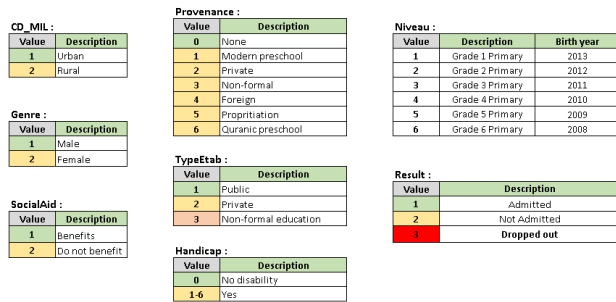 CD_MIL :
Value Description
1 Urban
2 Rural
Genre :
Value Description
1 Male
2 Female
SocialAid :
Value Description
1 Benefits
2 Do not benefit
Provenance :
Value Description
0 None
1 Modern preschool
2 Private
3 Non-formal
4 Foreign
5 Propritiation
6 Quranic preschool
TypeEtab :
Value Description
1 Public
2 Private
3 Non-formal education
Handicap :
Value Description
0 No disability
1-6 Yes
Niveau :
Value Description Birth year
1 Grade 1 Primary 2013
2 Grade 2 Primary 2012
3 Grade 3 Primary 2011
4 Grade 4 Primary 2010
5 Grade 5 Primary 2009
6 Grade 6 Primary 2008
Result :
Value Description
1 Admitted
2 Not Admitted
3 Dropped out